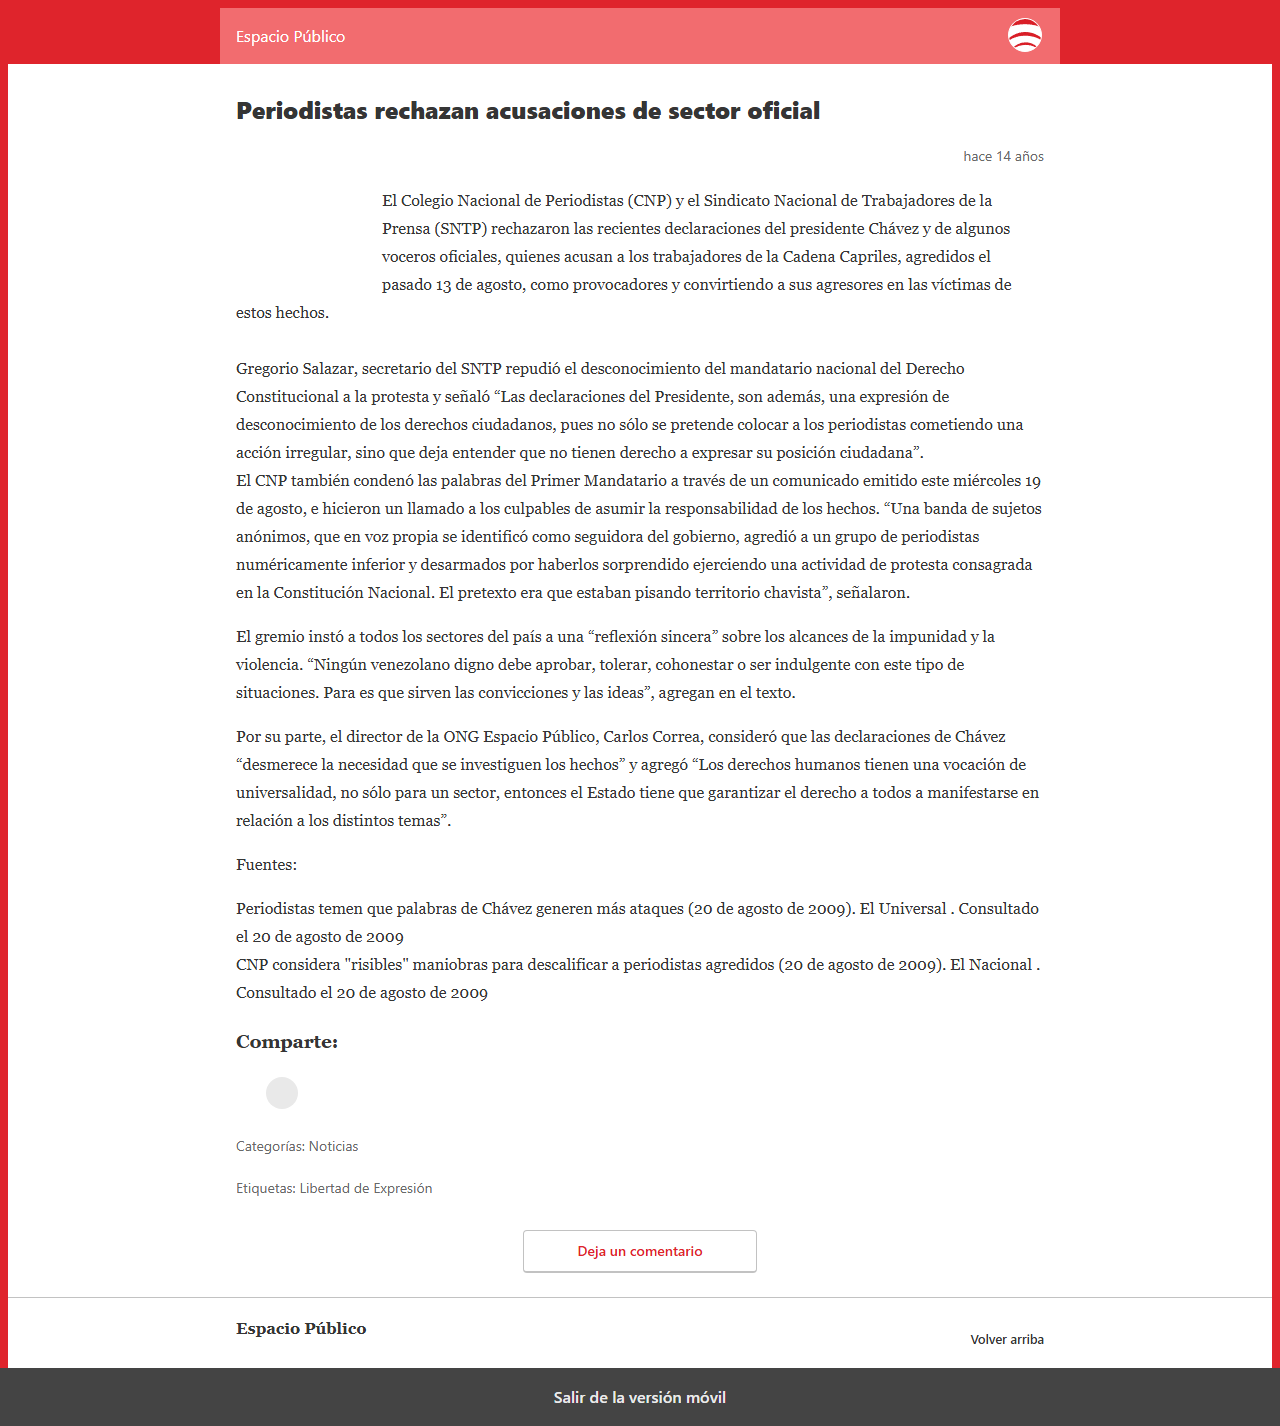 Espacio Público
Periodistas rechazan acusaciones de sector oficial
hace 14 años
El Colegio Nacional de Periodistas (CNP) y el Sindicato Nacional de Trabajadores de la
Prensa (SNTP) rechazaron las recientes declaraciones del presidente Chávez y de algunos
voceros oficiales, quienes acusan a los trabajadores de la Cadena Capriles, agredidos el
pasado 13 de agosto, como provocadores y convirtiendo a sus agresores en las víctimas de
estos hechos.
Gregorio Salazar, secretario del SNTP repudió el desconocimiento del mandatario nacional del Derecho
Constitucional a la protesta y señaló “Las declaraciones del Presidente, son además, una expresión de
desconocimiento de los derechos ciudadanos, pues no sólo se pretende colocar a los periodistas cometiendo una
acción irregular, sino que deja entender que no tienen derecho a expresar su posición ciudadana”.
El CNP también condenó las palabras del Primer Mandatario a través de un comunicado emitido este miércoles 19
de agosto, e hicieron un llamado a los culpables de asumir la responsabilidad de los hechos. “Una banda de sujetos
anónimos, que en voz propia se identificó como seguidora del gobierno, agredió a un grupo de periodistas
numéricamente inferior y desarmados por haberlos sorprendido ejerciendo una actividad de protesta consagrada
en la Constitución Nacional. El pretexto era que estaban pisando territorio chavista”, señalaron.
El gremio instó a todos los sectores del país a una “reflexión sincera” sobre los alcances de la impunidad y la
violencia. “Ningún venezolano digno debe aprobar, tolerar, cohonestar o ser indulgente con este tipo de
situaciones. Para es que sirven las convicciones y las ideas”, agregan en el texto.
Por su parte, el director de la ONG Espacio Público, Carlos Correa, consideró que las declaraciones de Chávez
“desmerece la necesidad que se investiguen los hechos” y agregó “Los derechos humanos tienen una vocación de
universalidad, no sólo para un sector, entonces el Estado tiene que garantizar el derecho a todos a manifestarse en
relación a los distintos temas”.
Fuentes:
Periodistas temen que palabras de Chávez generen más ataques (20 de agosto de 2009). El Universal . Consultado
el 20 de agosto de 2009
CNP considera "risibles" maniobras para descalificar a periodistas agredidos (20 de agosto de 2009). El Nacional .
Consultado el 20 de agosto de 2009
Comparte:
Categorías: Noticias
Etiquetas: Libertad de Expresión
Deja un comentario
Espacio Público
Volver arriba
Salir de la versión móvil